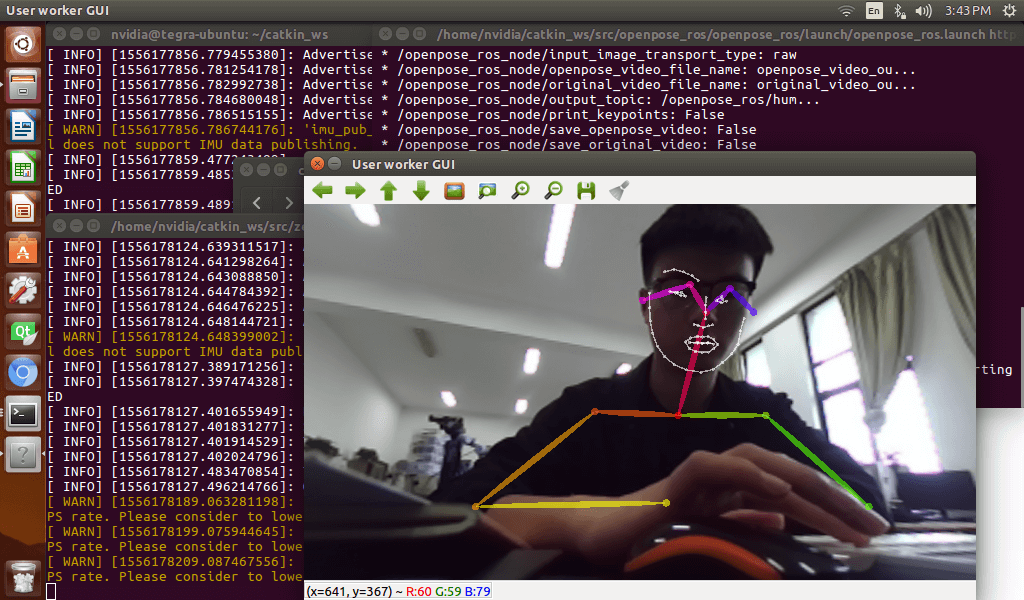 User worker GUI
En
3:43 PM
nvidia@tegra-ubuntu: ~/catkin_ws
[ INFO] [1556177856.779455380]: Advertise
[ INFO] [1556177856.781254178]: Advertise
[ INFO] [1556177856.782992738]: Advertise
[ INFO] [1556177856.784680048]: Advertise
[ INFO] [1556177856.786515155]: Advertise
[ WARN] [1556177856.786744176]: 'imu_pub_
l does not support IMU data publishing.
[ INFO] [1556177859.
[ INFO] [1556177859.485
ED
[ INFO] [1556177859.489
/home/nvidia/catkin_ws/src/openpose_ros/openpose_ros/launch/openpose_ros.launch http
* /openpose_ros_node/input_image_transport_type: raw
* /openpose_ros_node/openpose_video_file_name: openpose_video_ou...
* /openpose_ros_node/original_video_file_name: original_video_ou...
* /openpose_ros_node/output_topic: /openpose_ros/hum...
* /openpose_ros_node/print_keypoints: False
* /openpose_ros_node/save_openpose_video: False
* /openpose_ros_node/save_original_video: False
rting
/home/nvidia/catkin_ws/src/ze
[ INFO] [1556178124.639311517]:
[ INFO] [1556178124.641298264]:
[ INFO] [1556178124.643088850]:
[ INFO] [1556178124.644784392]:
[ INFO] [1556178124.646476225]:
[ INFO] [1556178124.648144721]:
[ WARN] [1556178124.648399002]:
l does not support IMU data publ
[ INFO] [1556178127.389171256]:
[ INFO] [1556178127.397474328]:
ED
[ INFO] [1556178127.401655949]:
[ INFO] [1556178127.401831277]:
[ INFO] [1556178127.401914529]:
[ INFO] [1556178127.402024796]:
[ INFO] [1556178127.483470854]:
[ INFO] [1556178127.496214766]:
[ WARN] [1556178189.063281198]:
PS rate. Please consider to lowe
[ WARN] [1556178199.075944645]:
PS rate. Please consider to lowe
[ WARN] [1556178209.087467556]:
PS rate. Please consider to lowe
User worker GUI
(x=641, y=367) ~ R:60 G:59 B:79
Qt